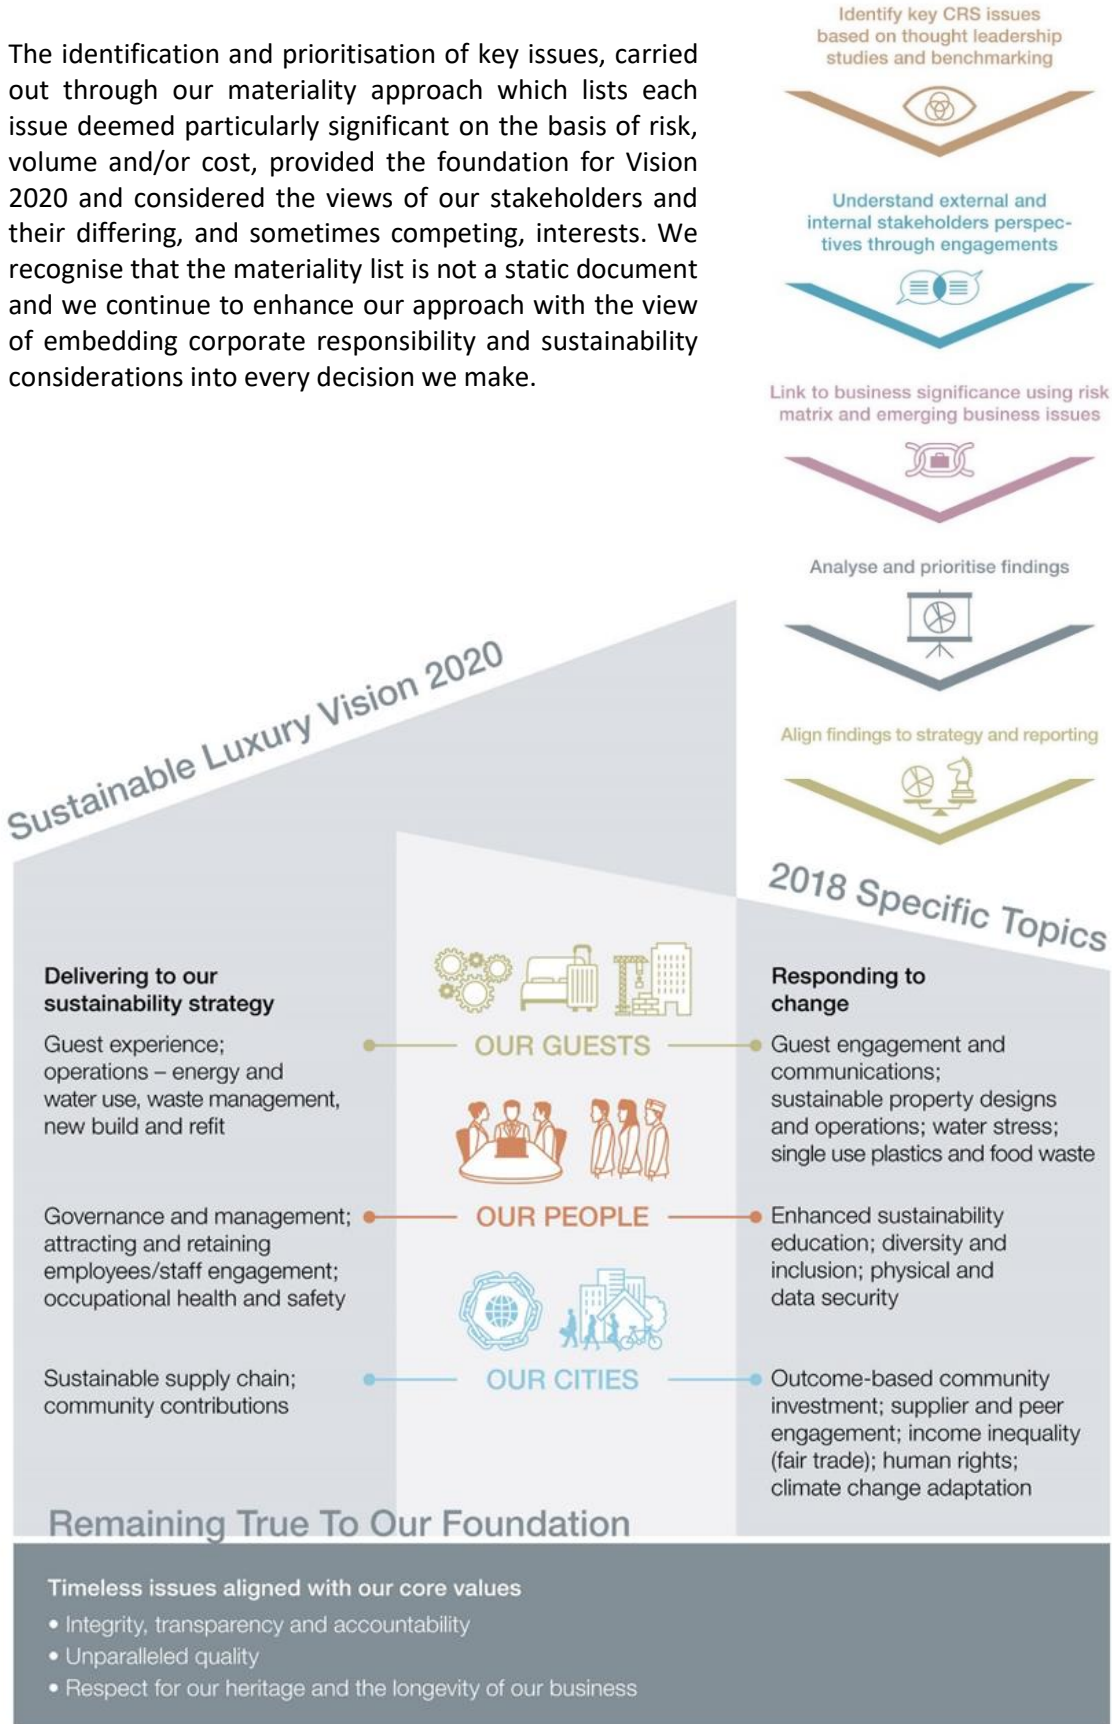 The identification and prioritisation of key issues, carried
out through our materiality approach which lists each
issue deemed particularly significant on the basis of risk,
volume and/or cost, provided the foundation for Vision
2020 and considered the views of our stakeholders and
their differing, and sometimes competing, interests. We
recognise that the materiality list is not a static document
and we continue to enhance our approach with the view
of embedding corporate responsibility and sustainability
considerations into every decision we make.
Identify key CRS issues
based on thought leadership
studies and benchmarking
Understand external and
internal stakeholders perspec-
tives through engagements
Link to business significance using risk
matrix and emerging business issues
Analyse and prioritise findings
Align findings to strategy and reporting
Sustainable Luxury Vision 2020
2018 Specific Topics
Delivering to our
sustainability strategy
Guest experience;
operations – energy and
water use, waste management,
new build and refit
OUR GUESTS
Responding to
change
Guest engagement and
communications;
sustainable property designs
and operations; water stress;
single use plastics and food waste
Governance and management;
attracting and retaining
employees/staff engagement;
occupational health and safety
OUR PEOPLE
Enhanced sustainability
education; diversity and
inclusion; physical and
data security
Sustainable supply chain;
community contributions
OUR CITIES
Outcome-based community
investment; supplier and peer
engagement; income inequality
(fair trade); human rights;
climate change adaptation
Remaining True To Our Foundation
Timeless issues aligned with our core values
• Integrity, transparency and accountability
• Unparalleled quality
• Respect for our heritage and the longevity of our business